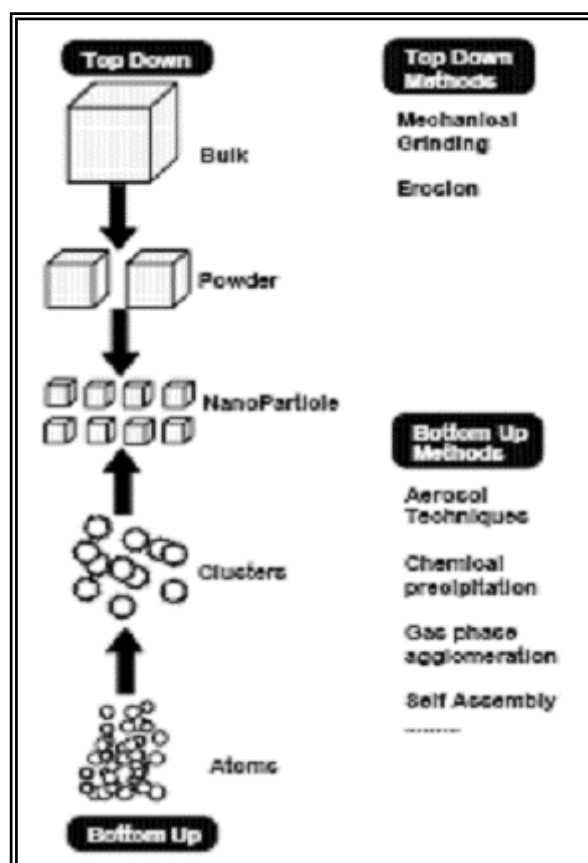 Top Down
Bulk
Powder
NanoParticle
Clusters
Atoms
Bottom Up
Top Down
Methods
Mechanical
Grinding
Erosion
Bottom Up
Methods
Aerosol
Techniques
Chemical
precipitation
Gas phase
agglomeration
Self Assembly